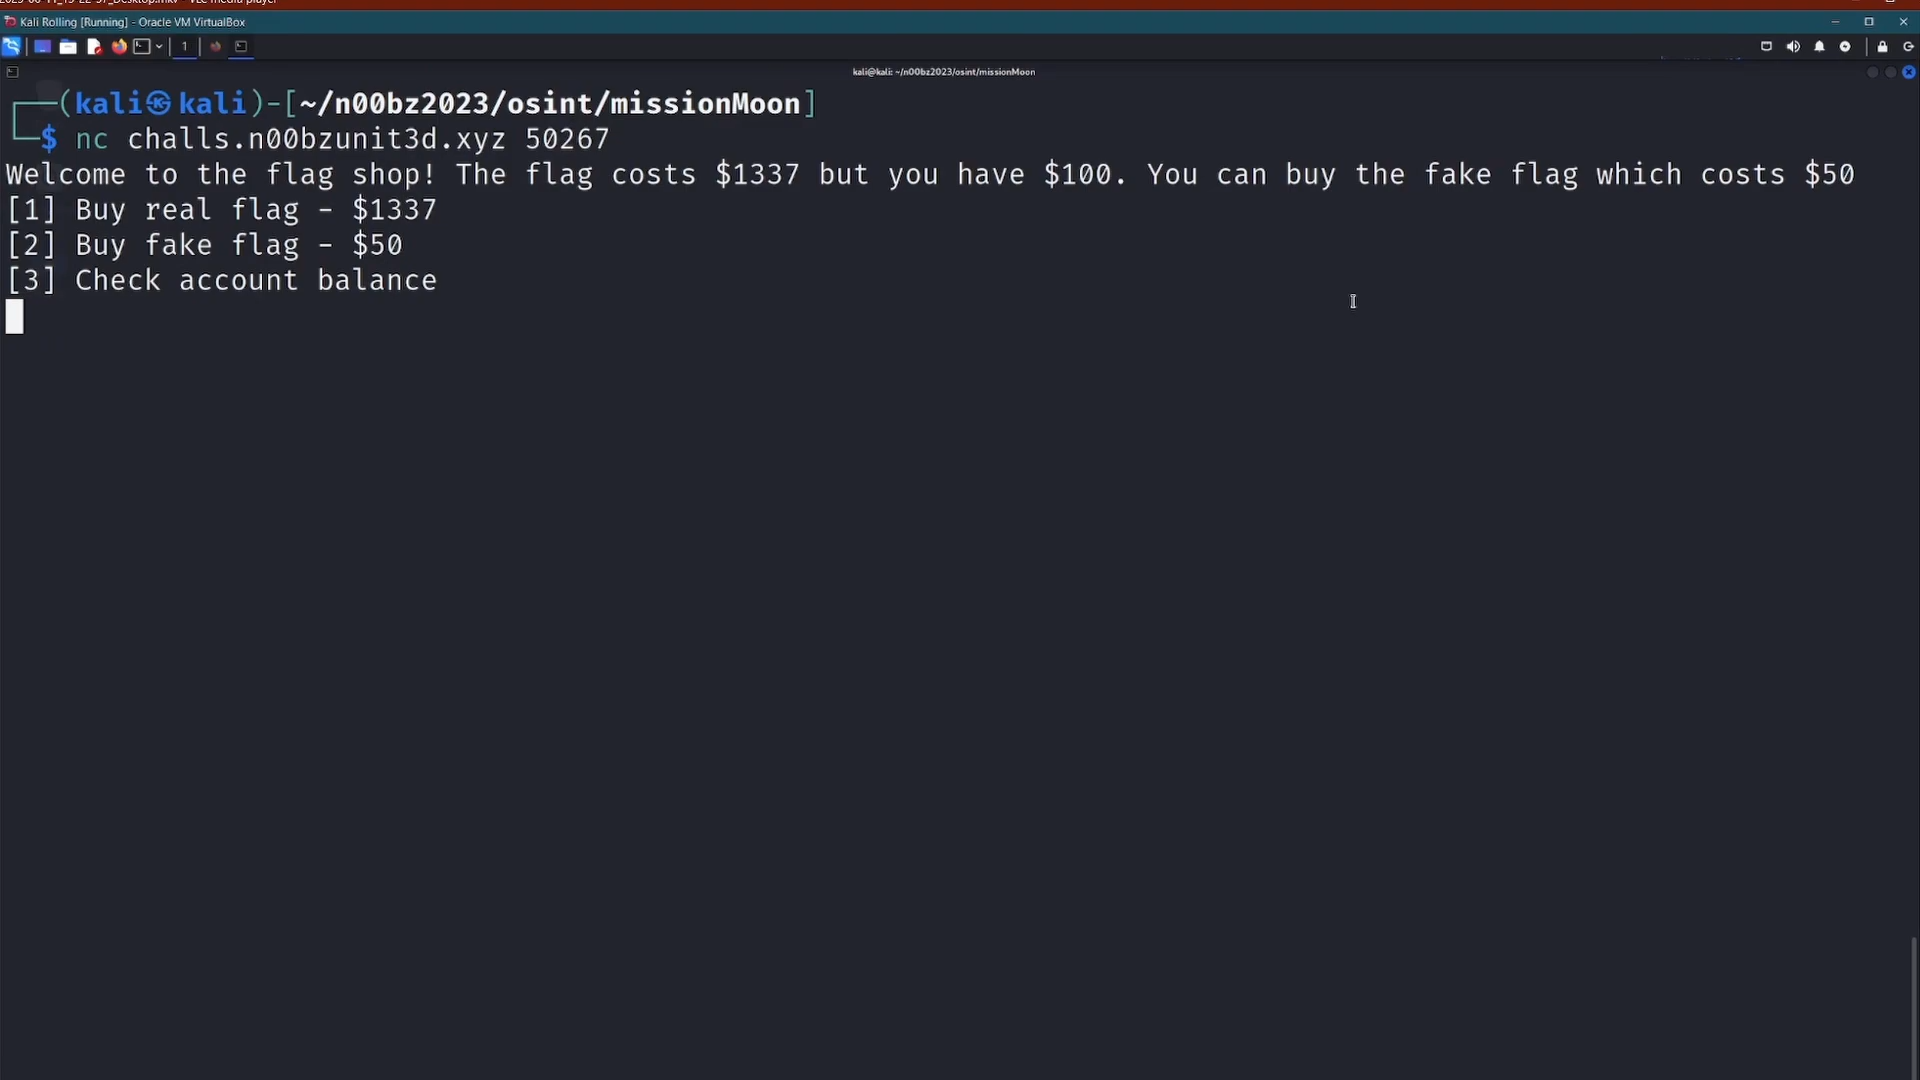 Kali Rolling [Running] - Oracle VM VirtualBox
1
kali@kali: ~/n00bz2023/osint/missionMoon
(kali㉿kali)-[~/n00bz2023/osint/missionMoon]
$ nc challs.n00bzunit3d.xyz 50267
Welcome to the flag shop! The flag costs $1337 but you have $100. You can buy the fake flag which costs $50
[1] Buy real flag - $1337
[2] Buy fake flag - $50
[3] Check account balance